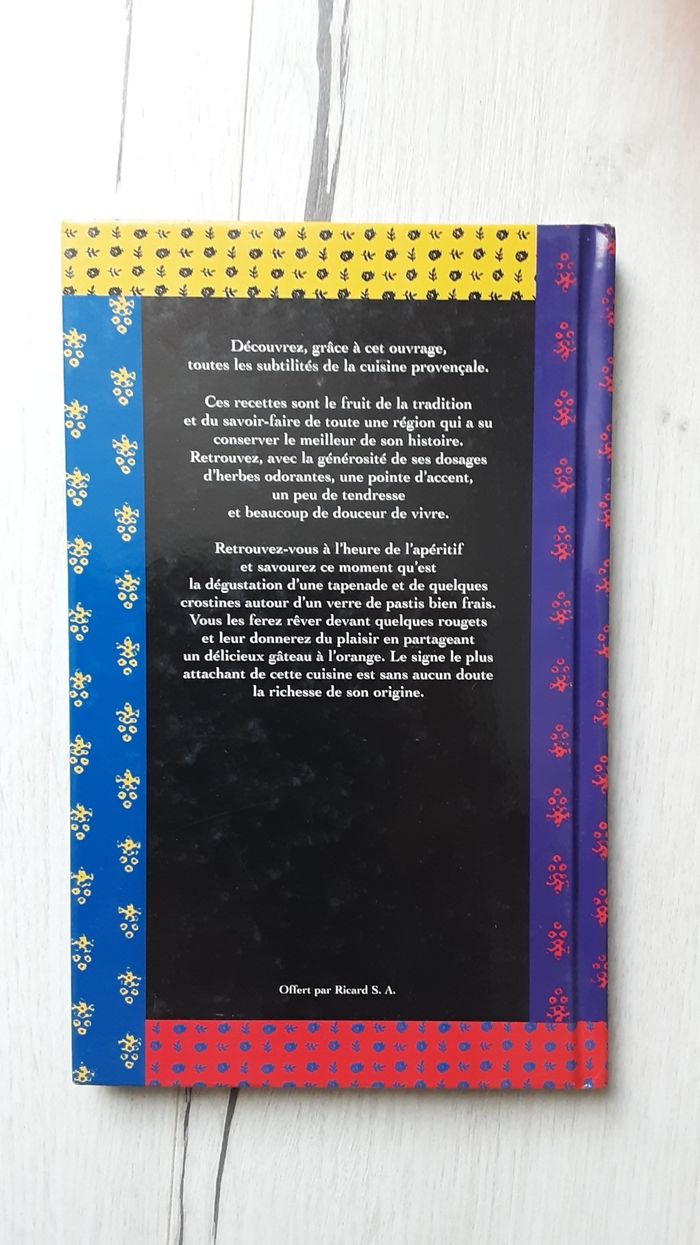 Découvrez, grâce à cet ouvrage,
toutes les subtilités de la cuisine provençale.
Ces recettes sont le fruit de la tradition
et du savoir-faire de toute une région qui a su
conserver le meilleur de son histoire.
Retrouvez, avec la générosité de ses dosages
d'herbes odorantes, une pointe d'accent,
un peu de tendresse
et beaucoup de douceur de vivre.
Retrouvez-vous à l'heure de l'apéritif
et savourez ce moment qu'est
la dégustation d'une tapenade et de quelques
crostines autour d'un verre de pastis bien frais.
Vous les ferez rêver devant quelques rougets
et leur donnerez du plaisir en partageant
un délicieux gâteau à l'orange. Le signe le plus
attachant de cette cuisine est sans aucun doute
la richesse de son origine.
Offert par Ricard S. A.